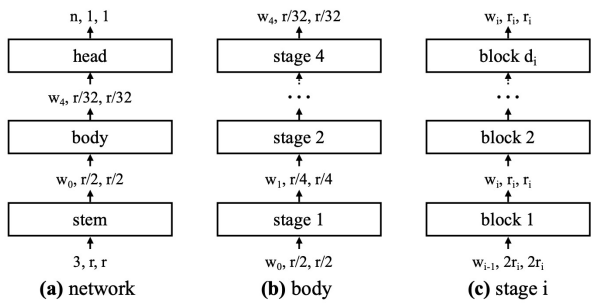 n, 1, 1
head
w4, r/32, r/32
body
w0, r/2, r/2
stem
3, r, r
(a) network
w4, r/32, r/32
stage 4
...
stage 2
w1, r/4, r/4
stage 1
w0, r/2, r/2
(b) body
wi, ri, ri
block di
...
block 2
wi, ri, ri
block 1
wi-1, 2ri, 2ri
(c) stage i